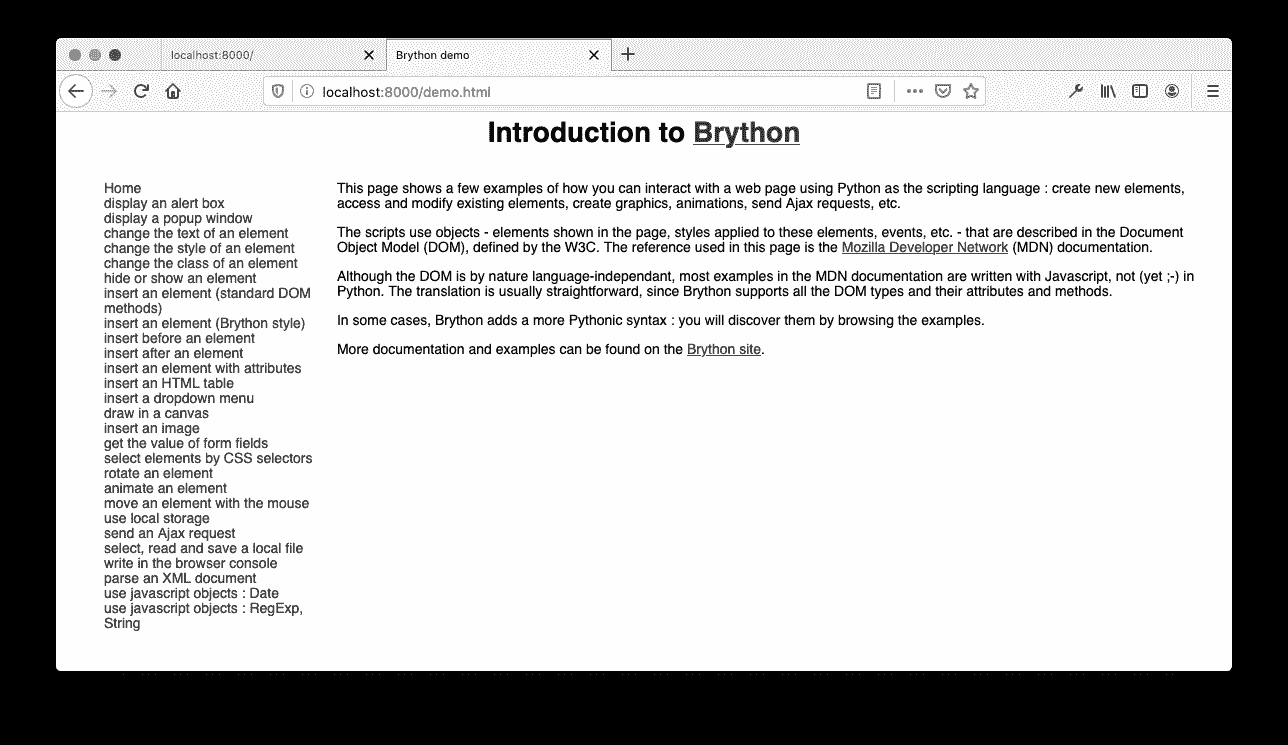 localhost:8000/
Brython demo
localhost:8000/demo.html
Introduction to Brython
Home
display an alert box
display a popup window
change the text of an element
change the style of an element
change the class of an element
hide or show an element
insert an element (standard DOM
methods)
insert an element (Brython style)
insert before an element
insert after an element
insert an element with attributes
insert an HTML table
insert a dropdown menu
draw in a canvas
insert an image
get the value of form fields
select elements by CSS selectors
rotate an element
animate an element
move an element with the mouse
use local storage
send an Ajax request
select, read and save a local file
write in the browser console
parse an XML document
use javascript objects : Date
use javascript objects : RegExp,
String
This page shows a few examples of how you can interact with a web page using Python as the scripting language : create new elements,
access and modify existing elements, create graphics, animations, send Ajax requests, etc.
The scripts use objects - elements shown in the page, styles applied to these elements, events, etc. - that are described in the Document
Object Model (DOM), defined by the W3C. The reference used in this page is the Mozilla Developer Network (MDN) documentation.
Although the DOM is by nature language-independant, most examples in the MDN documentation are written with Javascript, not (yet ;-) in
Python. The translation is usually straightforward, since Brython supports all the DOM types and their attributes and methods.
In some cases, Brython adds a more Pythonic syntax : you will discover them by browsing the examples.
More documentation and examples can be found on the Brython site.